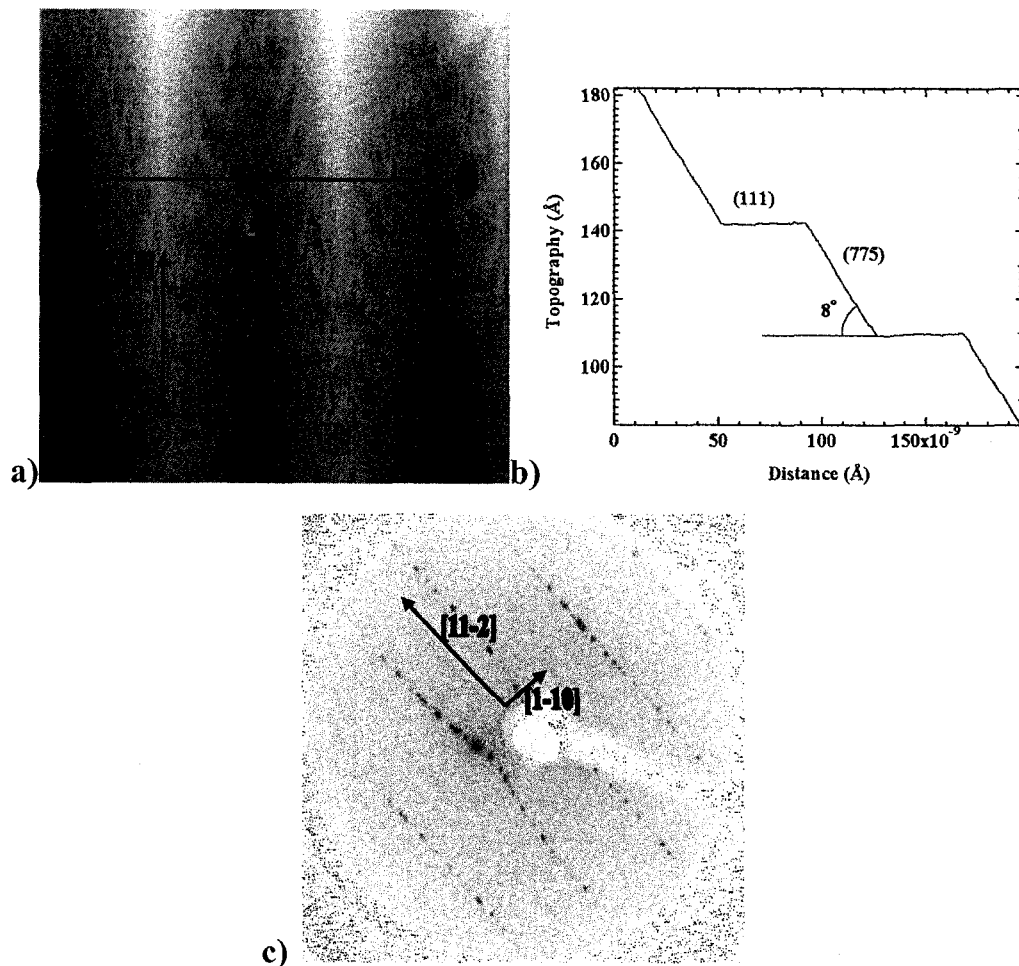 180
160
140
120
100
Topography (Å)
(111)
(775)
8°
0
50
100
150x10⁻⁹
Distance (Å)
a)
b)
[11-2]
[1-10]
c)